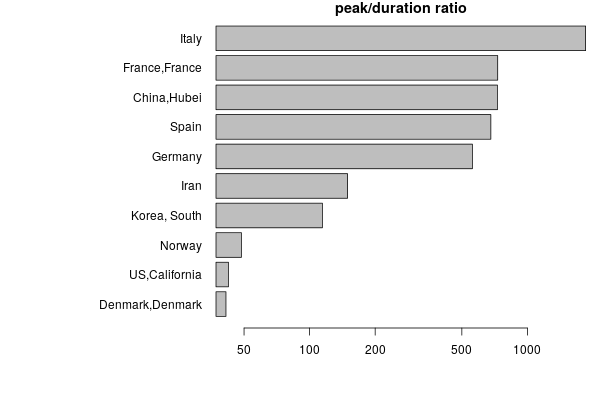 peak/duration ratio
Italy
France,France
China,Hubei
Spain
Germany
Iran
Korea, South
Norway
US,California
Denmark,Denmark
50 100 200 500 1000